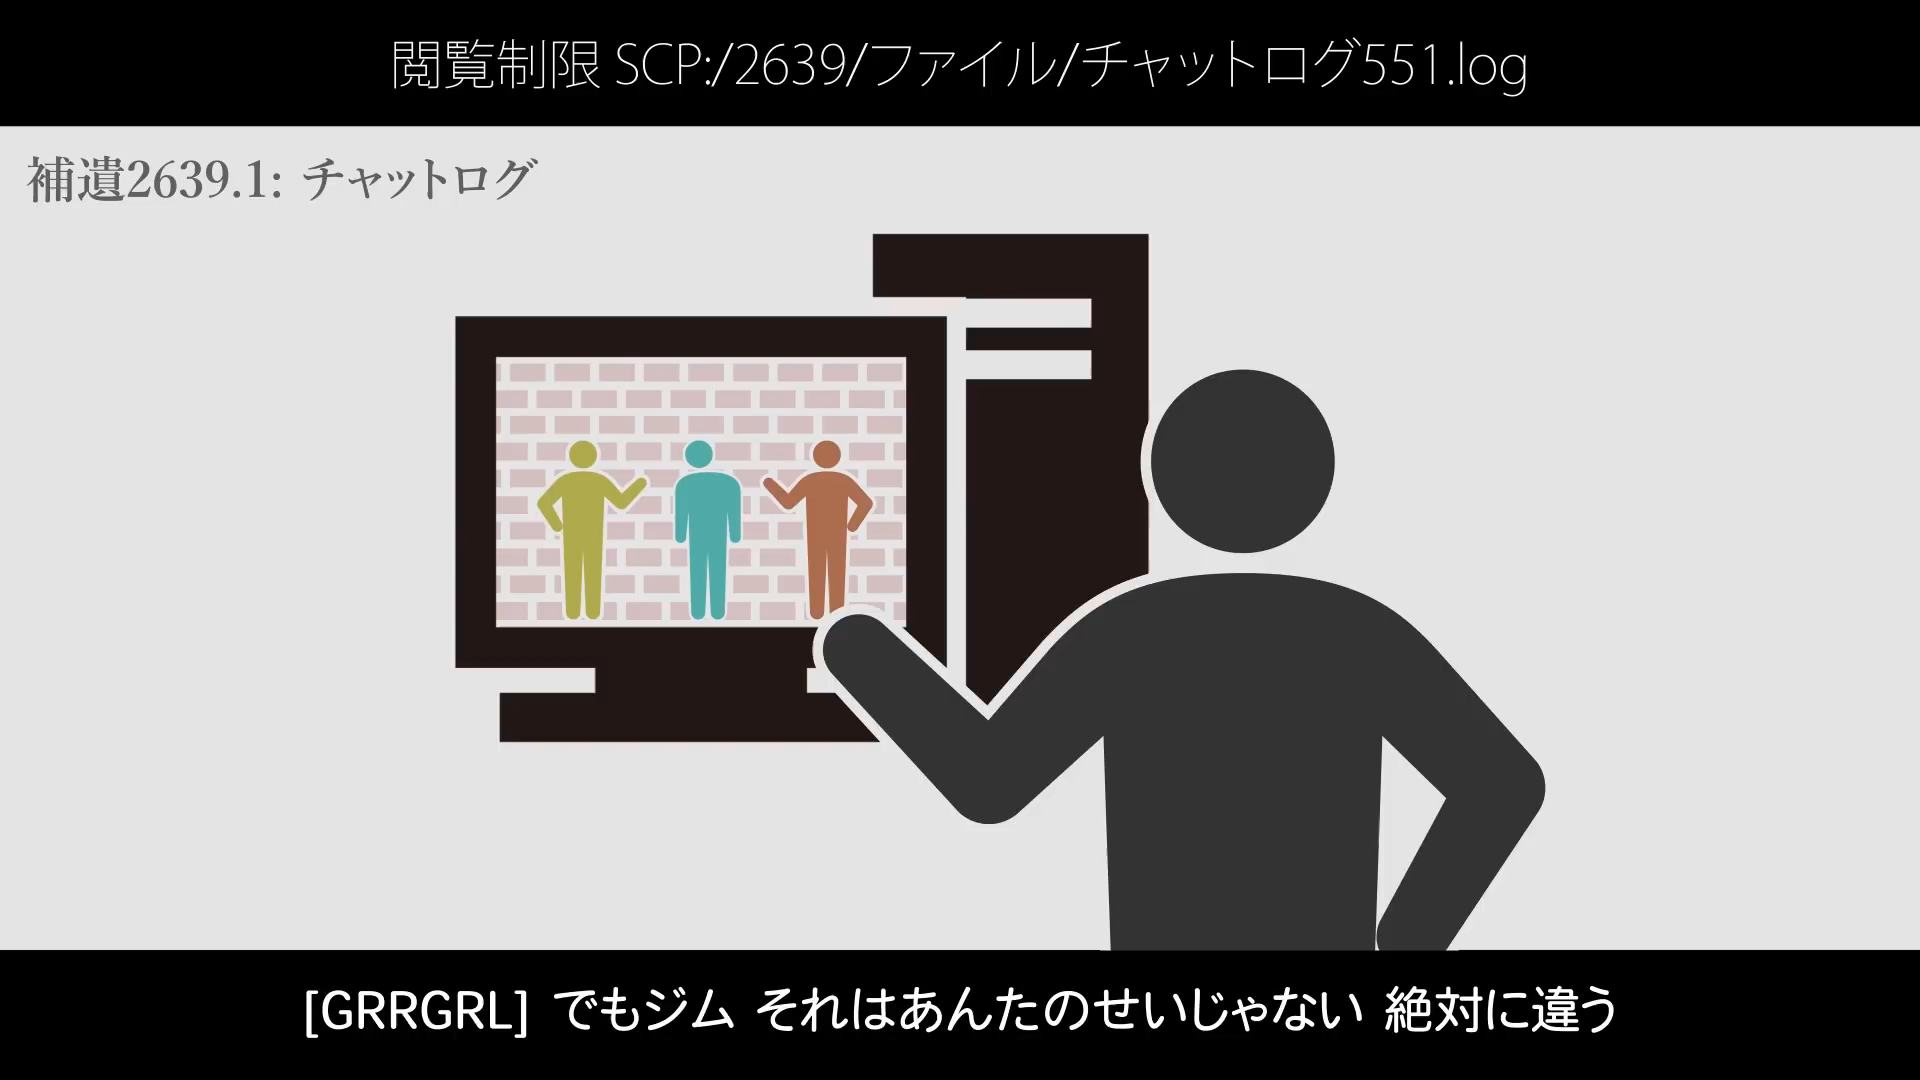 閲覧制限 SCP:/2639/ファイル/チャットログ551.log
補遺2639.1: チャットログ
[GRRGRL] でもジム それはあんたのせいじゃない 絶対に違う